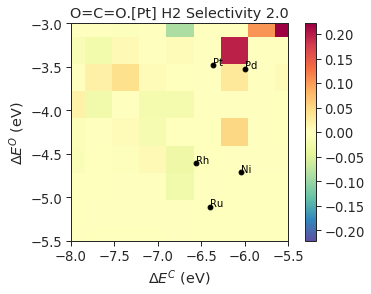 O=C=O.[Pt] H2 Selectivity 2.0
−3.0
−3.5
−4.0
−4.5
−5.0
−5.5
ΔE^O (eV)
Pt
Pd
Rh
Ni
Ru
−8.0
−7.5
−7.0
−6.5
−6.0
−5.5
ΔE^C (eV)
0.20
0.15
0.10
0.05
0.00
−0.05
−0.10
−0.15
−0.20